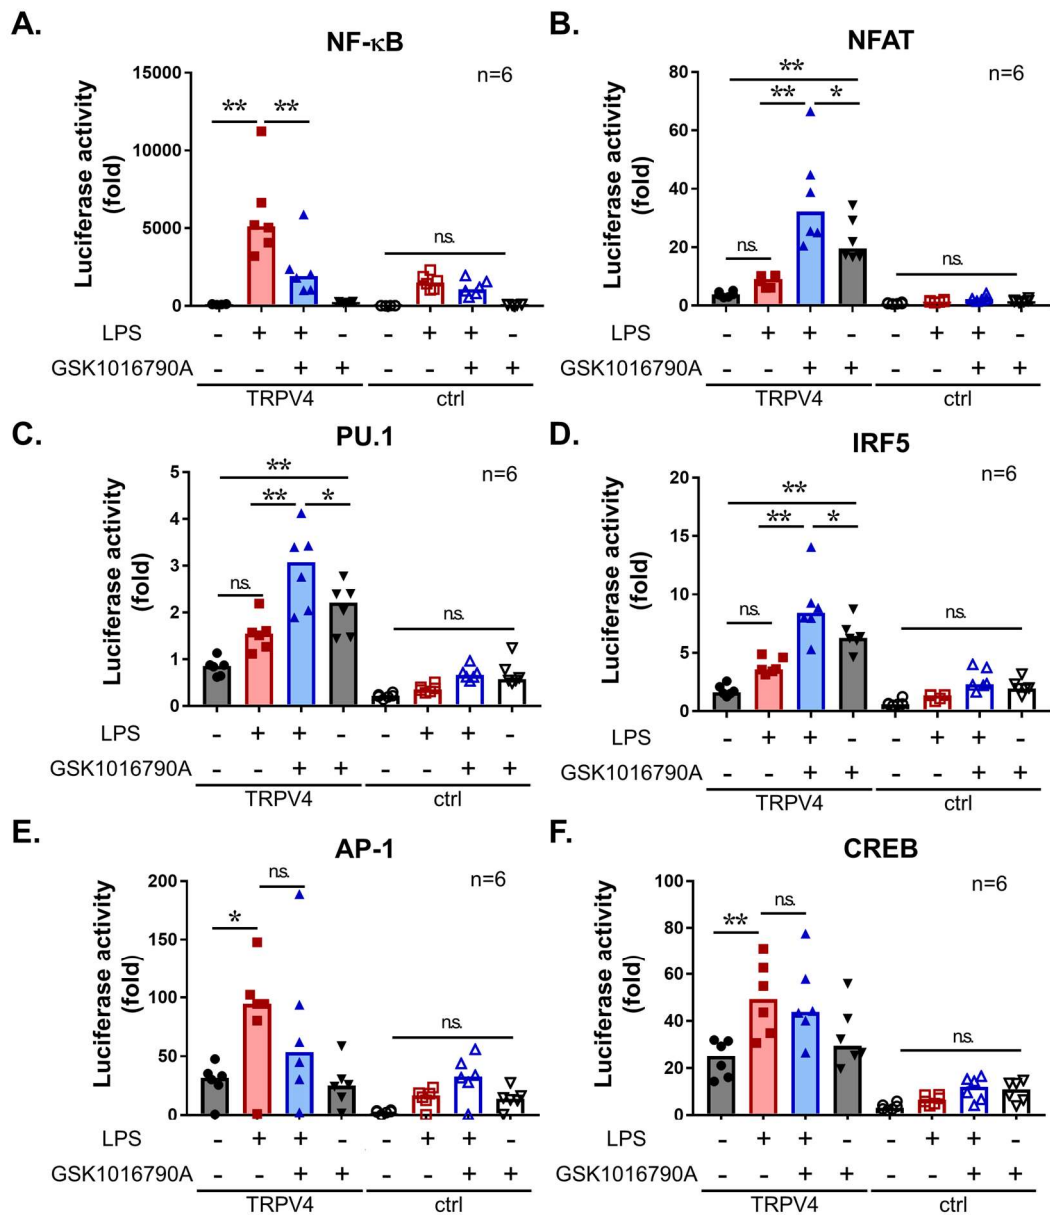 A.
NF-κB
n=6
Luciferase activity
(fold)
15000
10000
5000
0
** **
n.s.
LPS - + + - - + + -
GSK1016790A - - + + - - + +
TRPV4 ctrl
B.
NFAT
n=6
Luciferase activity
(fold)
80
60
40
20
0
**
** *
n.s. n.s.
LPS - + + - - + + -
GSK1016790A - - + + - - + +
TRPV4 ctrl
C.
PU.1
n=6
Luciferase activity
(fold)
5
4
3
2
1
0
**
** *
n.s. n.s.
LPS - + + - - + + -
GSK1016790A - - + + - - + +
TRPV4 ctrl
D.
IRF5
n=6
Luciferase activity
(fold)
20
15
10
5
0
**
** *
n.s. n.s.
LPS - + + - - + + -
GSK1016790A - - + + - - + +
TRPV4 ctrl
E.
AP-1
n=6
Luciferase activity
(fold)
200
150
100
50
0
n.s.
*
n.s.
LPS - + + - - + + -
GSK1016790A - - + + - - + +
TRPV4 ctrl
F.
CREB
n=6
Luciferase activity
(fold)
100
80
60
40
20
0
n.s.
**
n.s.
LPS - + + - - + + -
GSK1016790A - - + + - - + +
TRPV4 ctrl